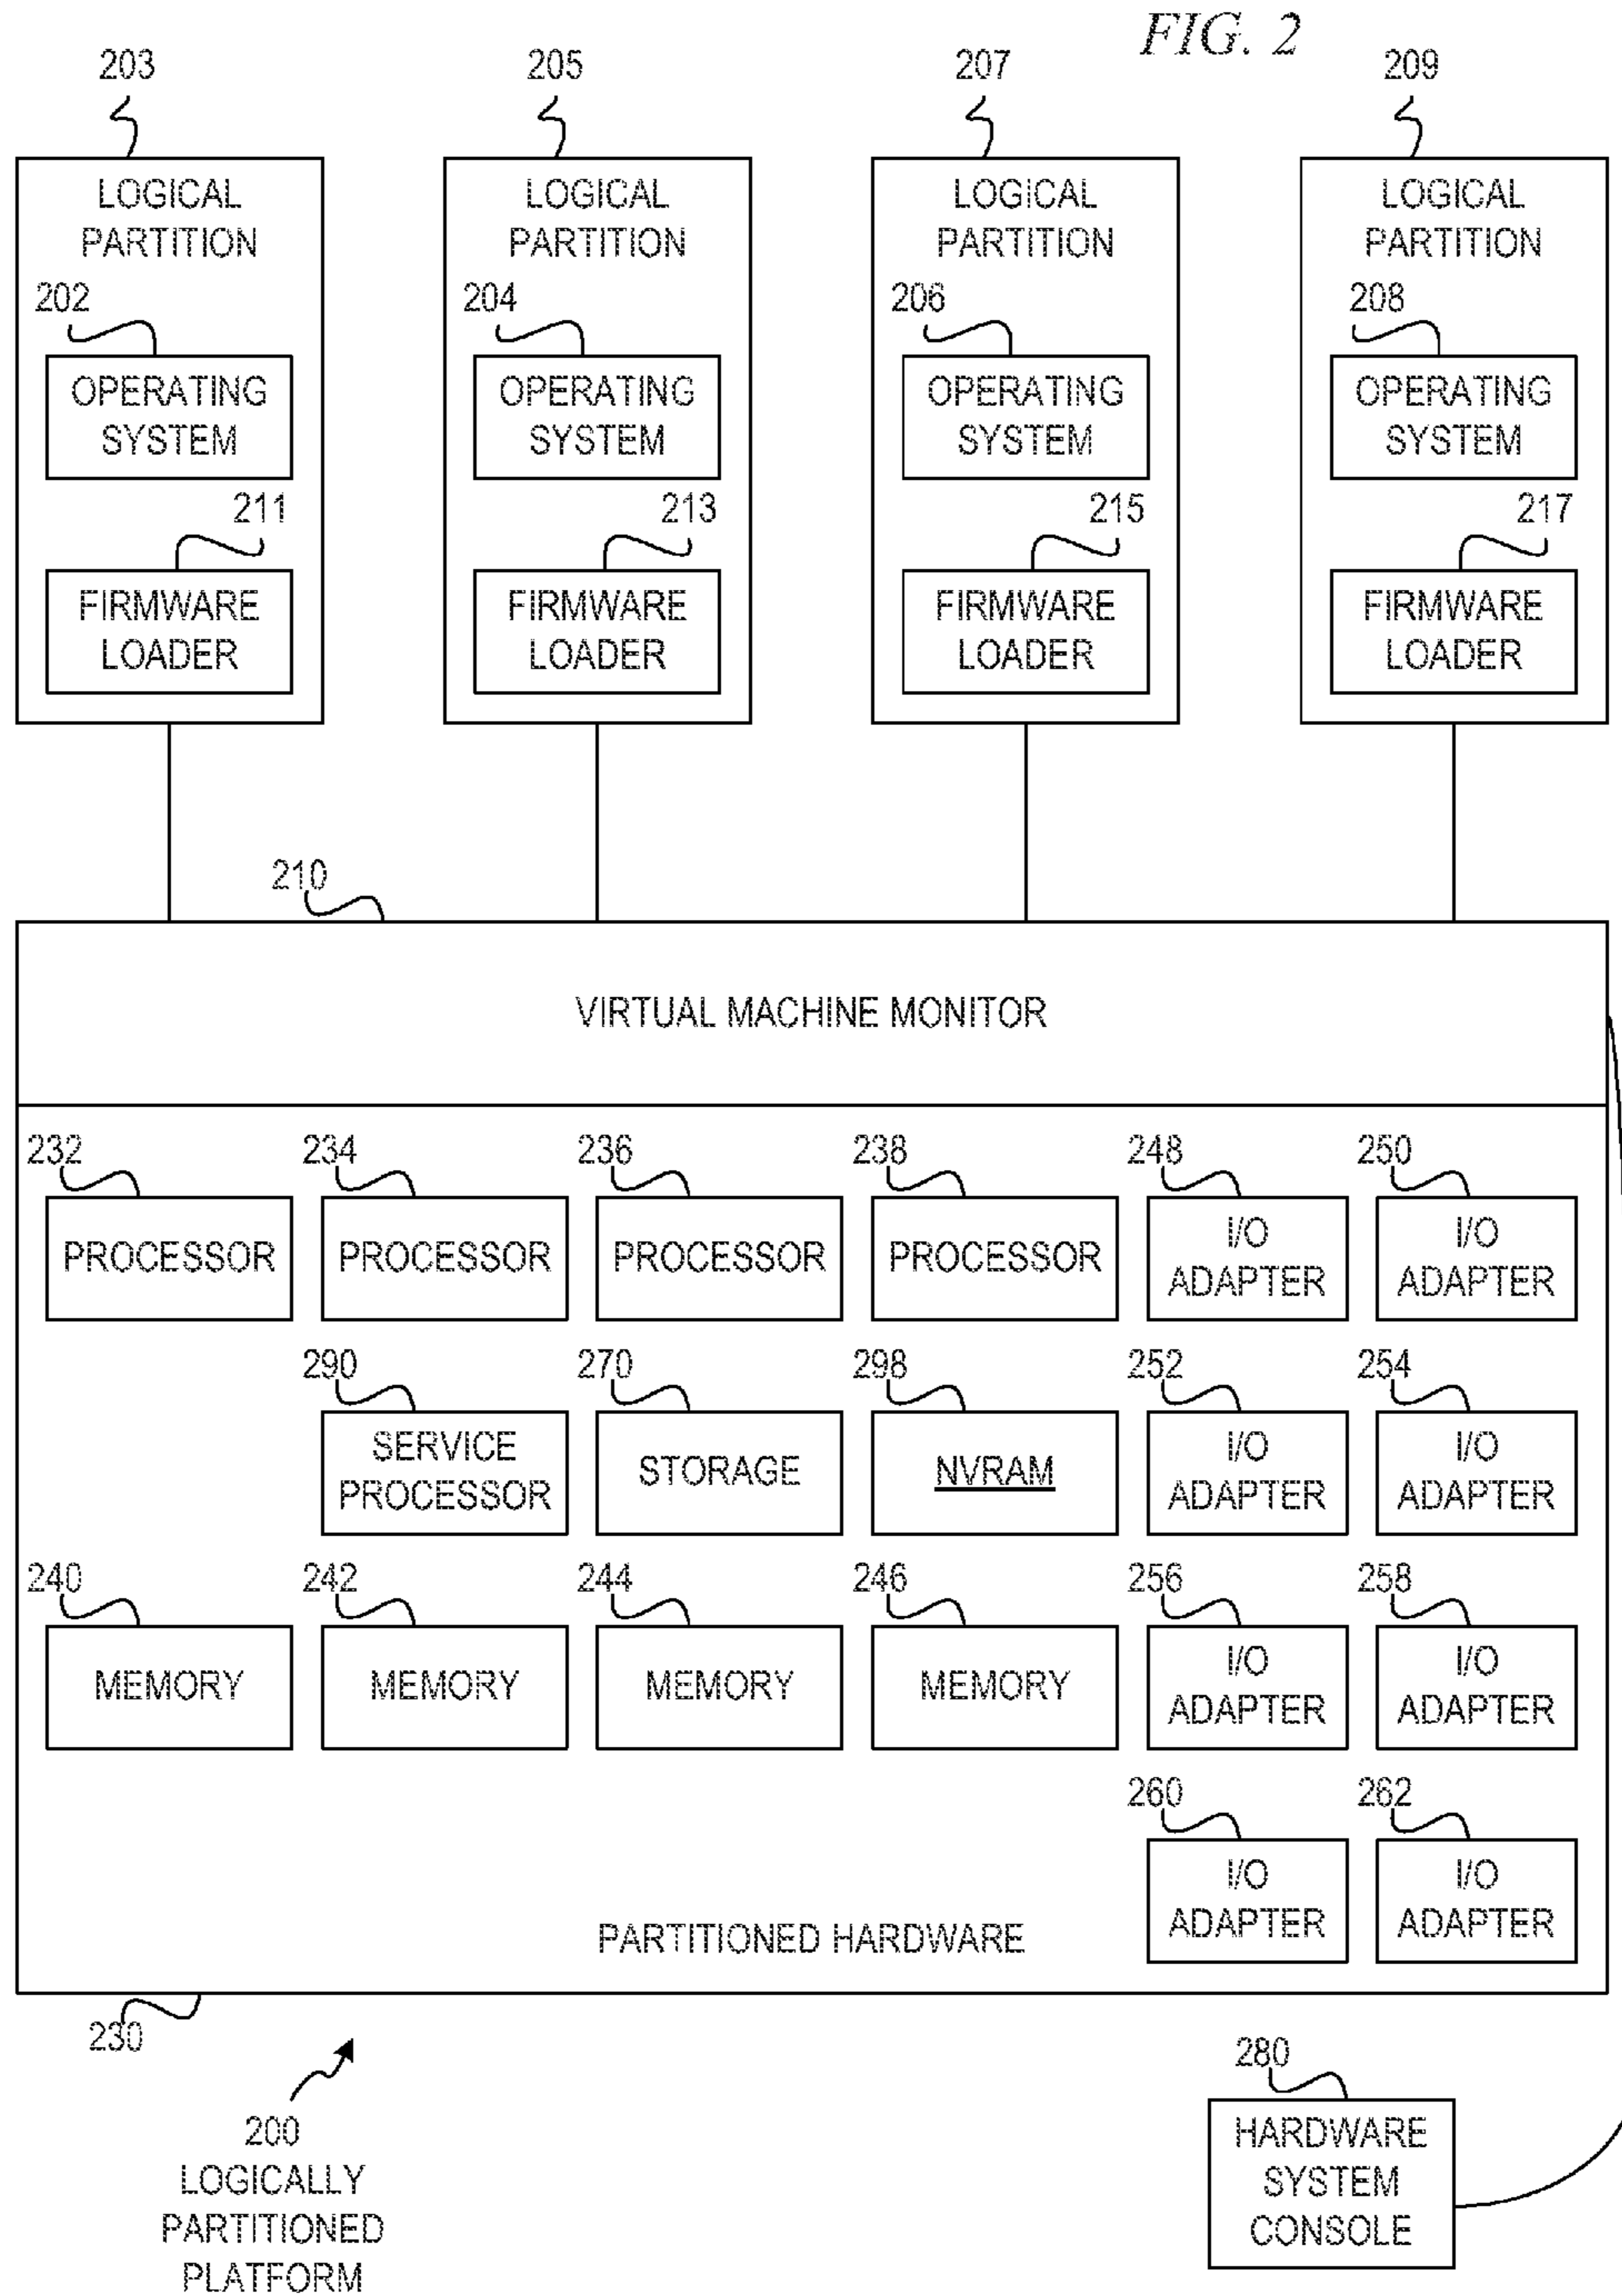 FIG. 2
203 205 207 209
LOGICAL PARTITION LOGICAL PARTITION LOGICAL PARTITION LOGICAL PARTITION
202 204 206 208
OPERATING SYSTEM OPERATING SYSTEM OPERATING SYSTEM OPERATING SYSTEM
211 213 215 217
FIRMWARE LOADER FIRMWARE LOADER FIRMWARE LOADER FIRMWARE LOADER
210
VIRTUAL MACHINE MONITOR
232 234 236 238 248 250
PROCESSOR PROCESSOR PROCESSOR PROCESSOR I/O ADAPTER I/O ADAPTER
290 270 298 252 254
SERVICE PROCESSOR STORAGE NVRAM I/O ADAPTER I/O ADAPTER
240 242 244 246 256 258
MEMORY MEMORY MEMORY MEMORY I/O ADAPTER I/O ADAPTER
260 262
I/O ADAPTER I/O ADAPTER
PARTITIONED HARDWARE
230
200
LOGICALLY
PARTITIONED
PLATFORM
280
HARDWARE
SYSTEM
CONSOLE